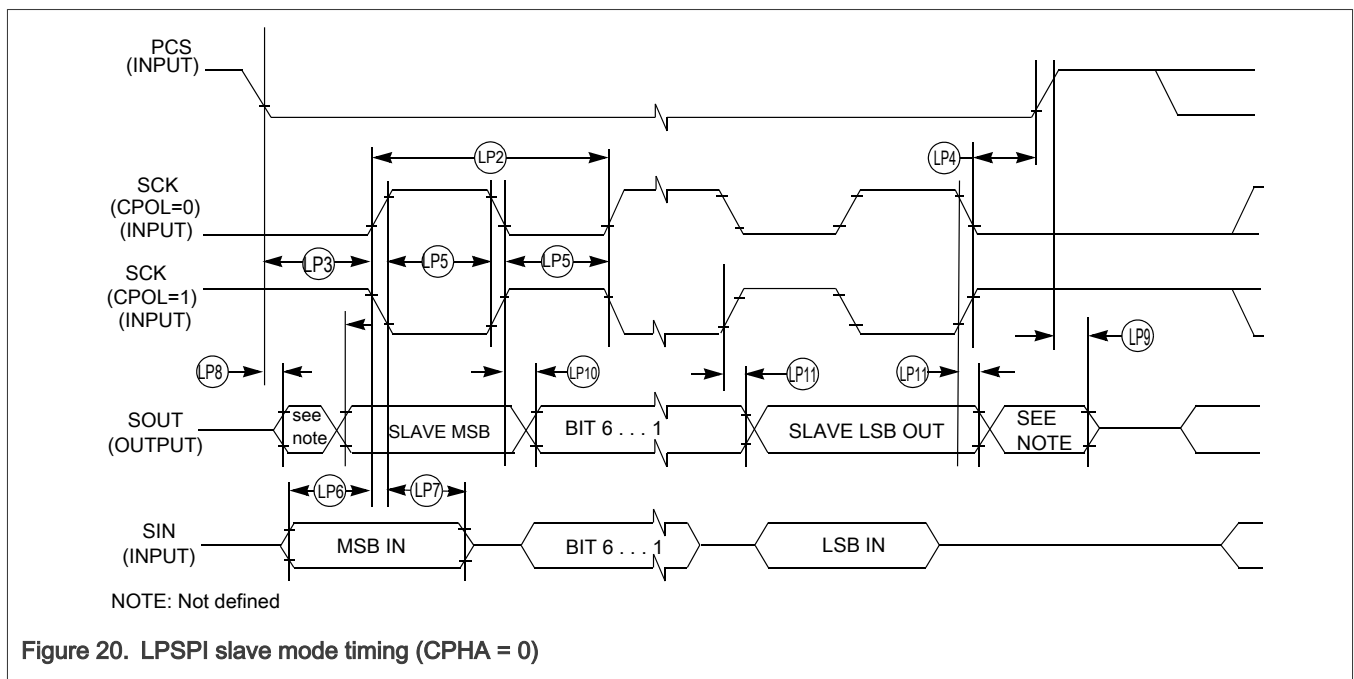 PCS
(INPUT)
LP2
LP4
SCK
(CPOL=0)
(INPUT)
LP3
LP5
LP5
SCK
(CPOL=1)
(INPUT)
LP8
LP10
LP11
LP11
LP9
SOUT
(OUTPUT)
see
note
SLAVE MSB
BIT 6 . . . 1
SLAVE LSB OUT
SEE
NOTE
LP6
LP7
SIN
(INPUT)
MSB IN
BIT 6 . . . 1
LSB IN
NOTE: Not defined
Figure 20. LPSPI slave mode timing (CPHA = 0)